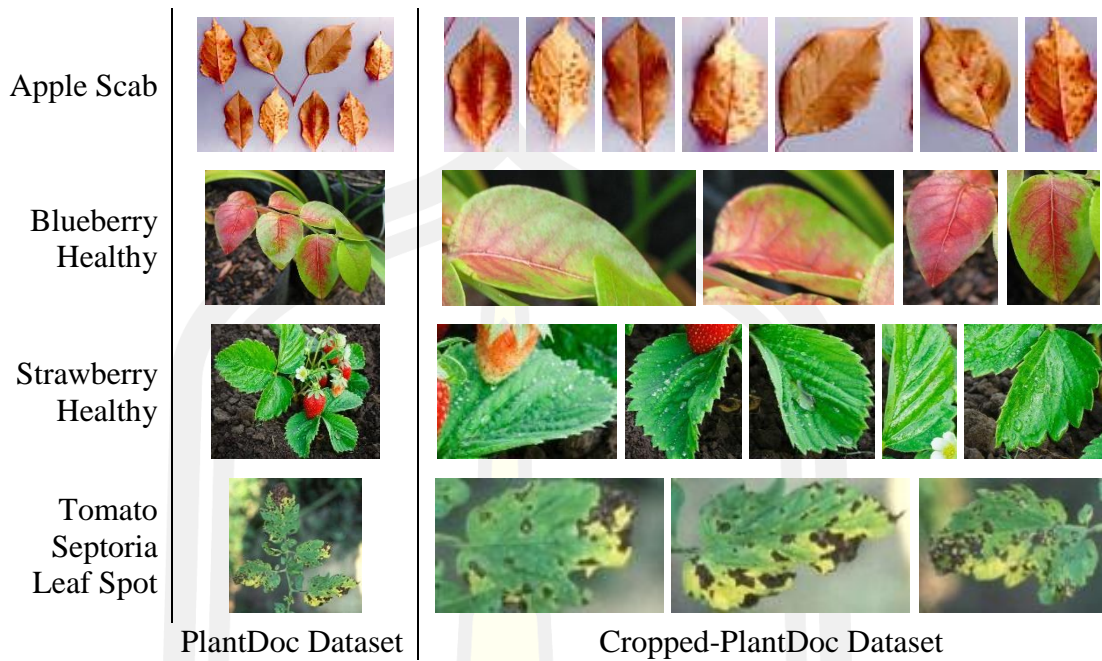 Apple Scab
Blueberry
Healthy
Strawberry
Healthy
Tomato
Septoria
Leaf Spot
PlantDoc Dataset
Cropped-PlantDoc Dataset